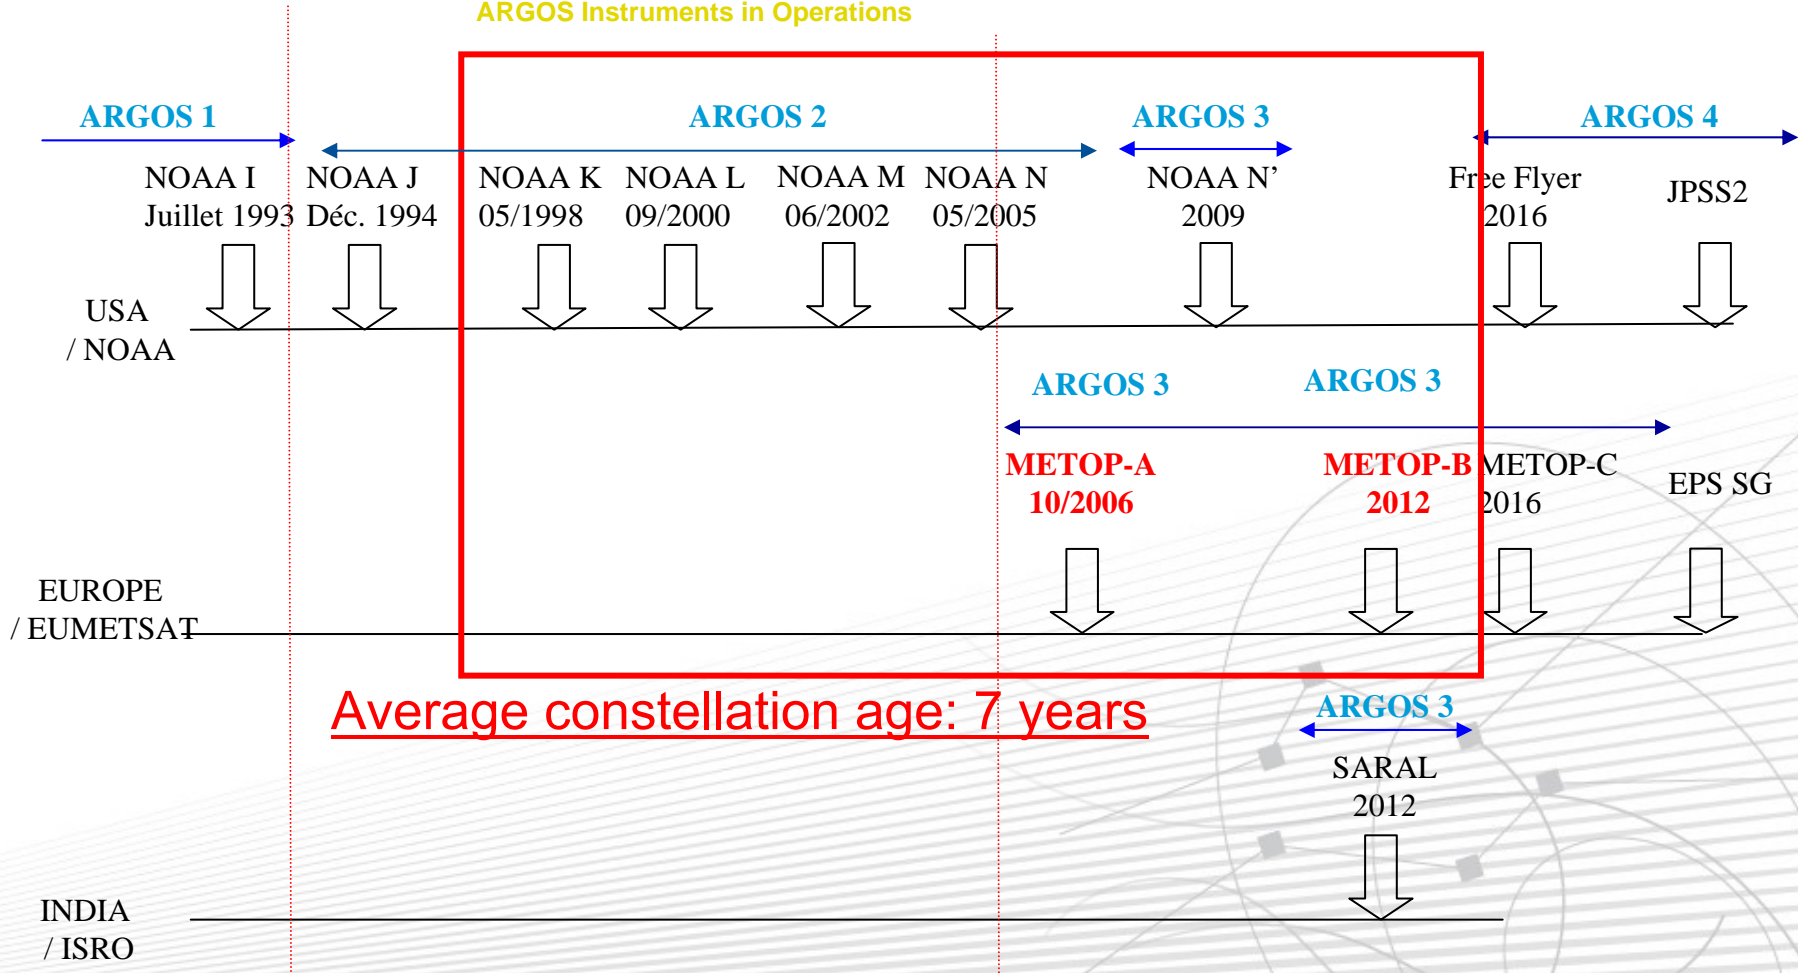 ARGOS Instruments in Operations
ARGOS 1
ARGOS 2
ARGOS 3
ARGOS 4
NOAA I
Juillet 1993
NOAA J
Déc. 1994
NOAA K
05/1998
NOAA L
09/2000
NOAA M
06/2002
NOAA N
05/2005
NOAA N’
2009
Free Flyer
2016
JPSS2
USA
/ NOAA
ARGOS 3
ARGOS 3
METOP-A
10/2006
METOP-B
2012
METOP-C
2016
EPS SG
EUROPE
/ EUMETSAT
Average constellation age: 7 years
ARGOS 3
SARAL
2012
INDIA
/ ISRO